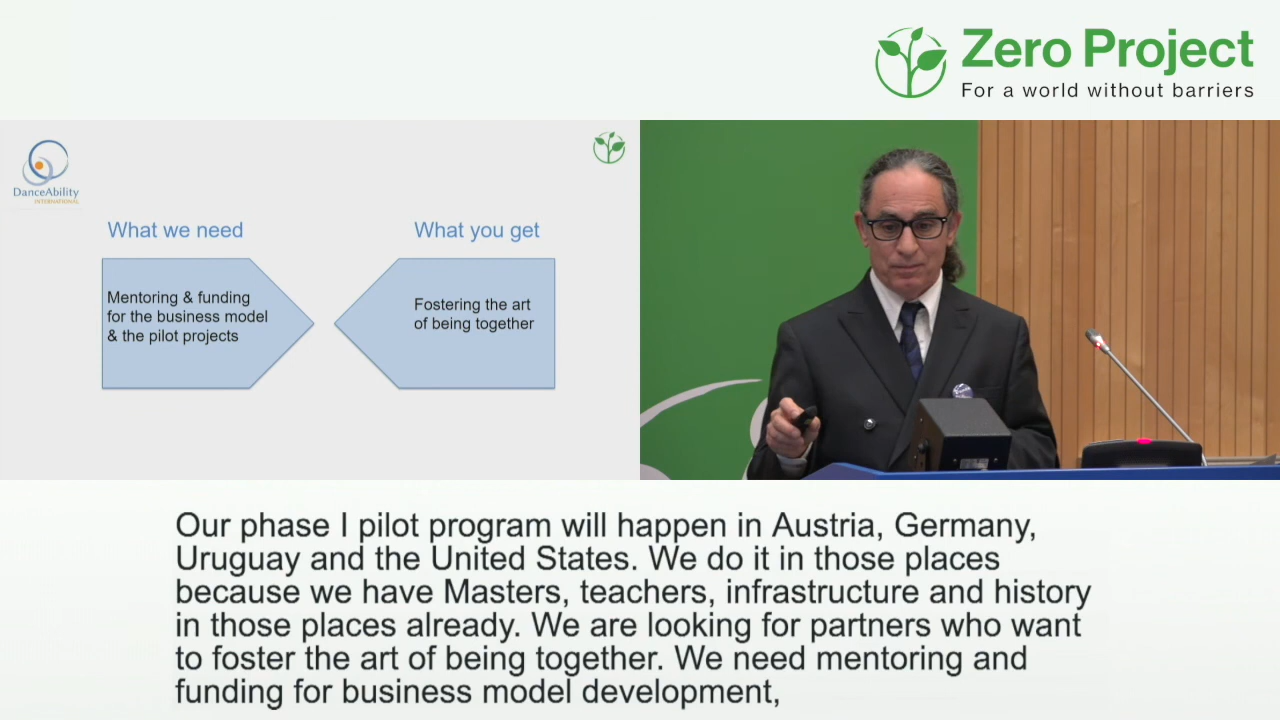 Zero Project
For a world without barriers
DanceAbility
INTERNATIONAL
What we need
What you get
Mentoring & funding
for the business model
& the pilot projects
Fostering the art
of being together
Our phase I pilot program will happen in Austria, Germany,
Uruguay and the United States. We do it in those places
because we have Masters, teachers, infrastructure and history
in those places already. We are looking for partners who want
to foster the art of being together. We need mentoring and
funding for business model development,